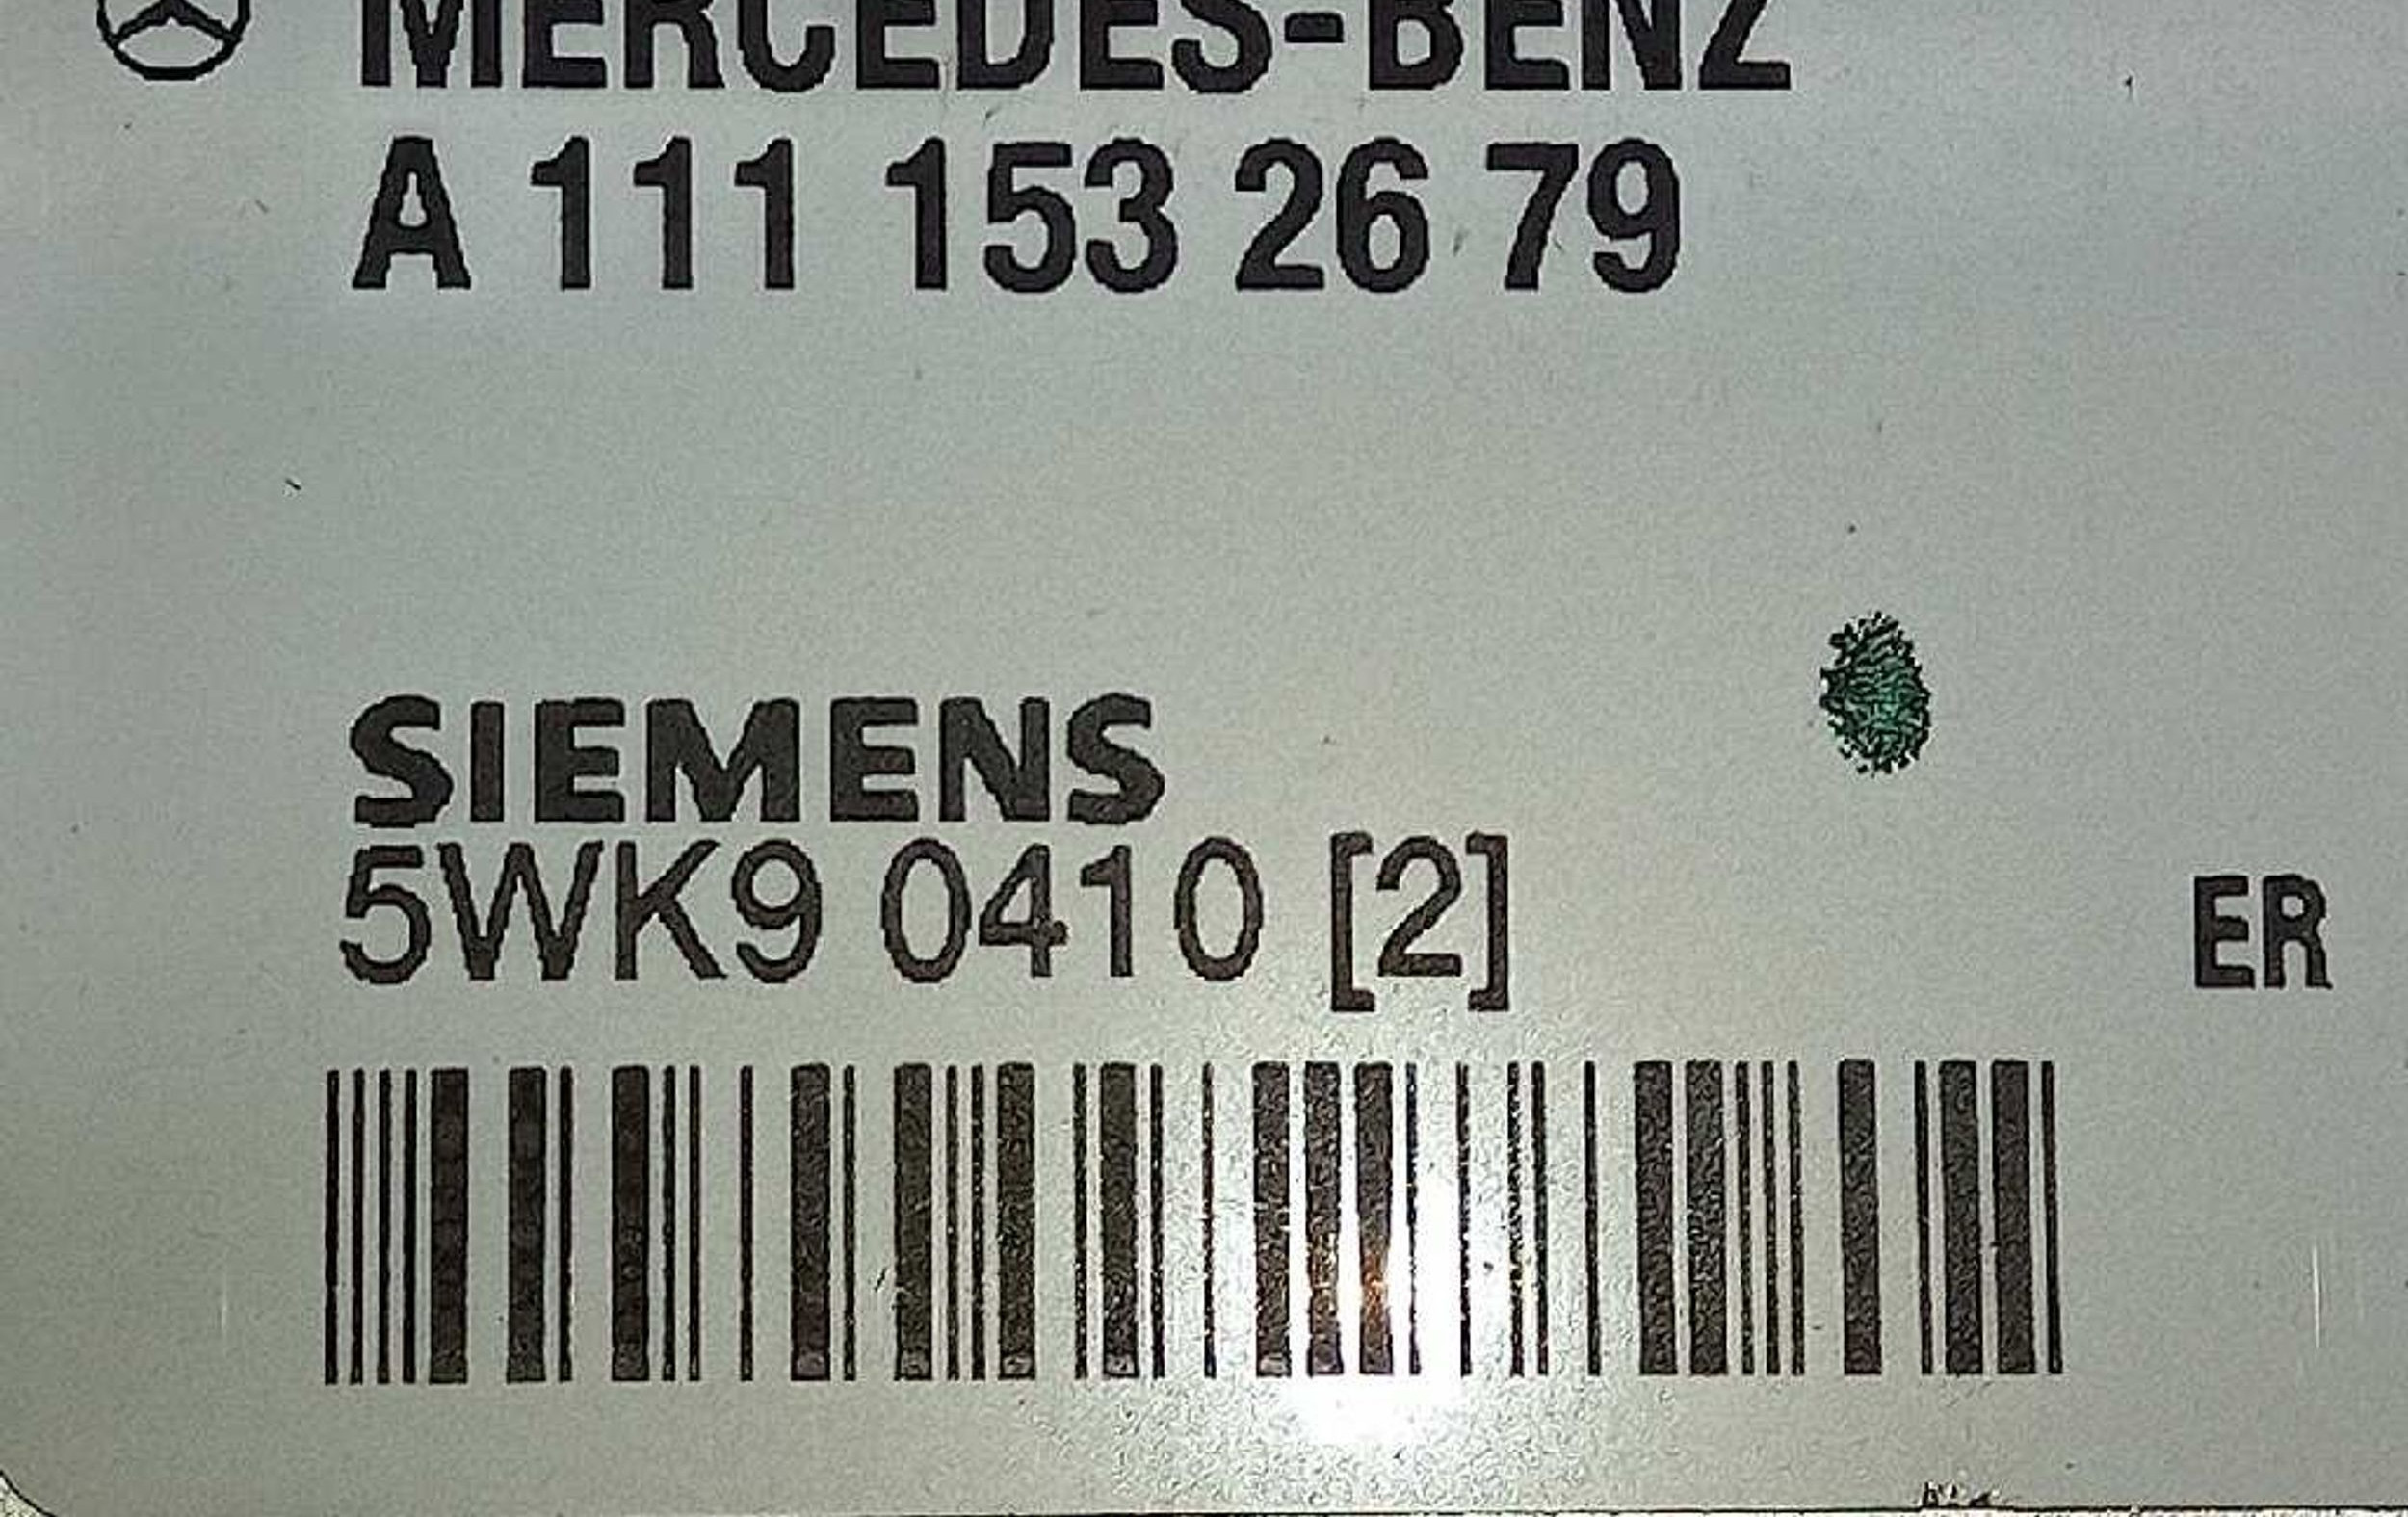 MERCEDES-BENZ
A 111 153 26 79
SIEMENS
5WK9 0410 [2]
ER